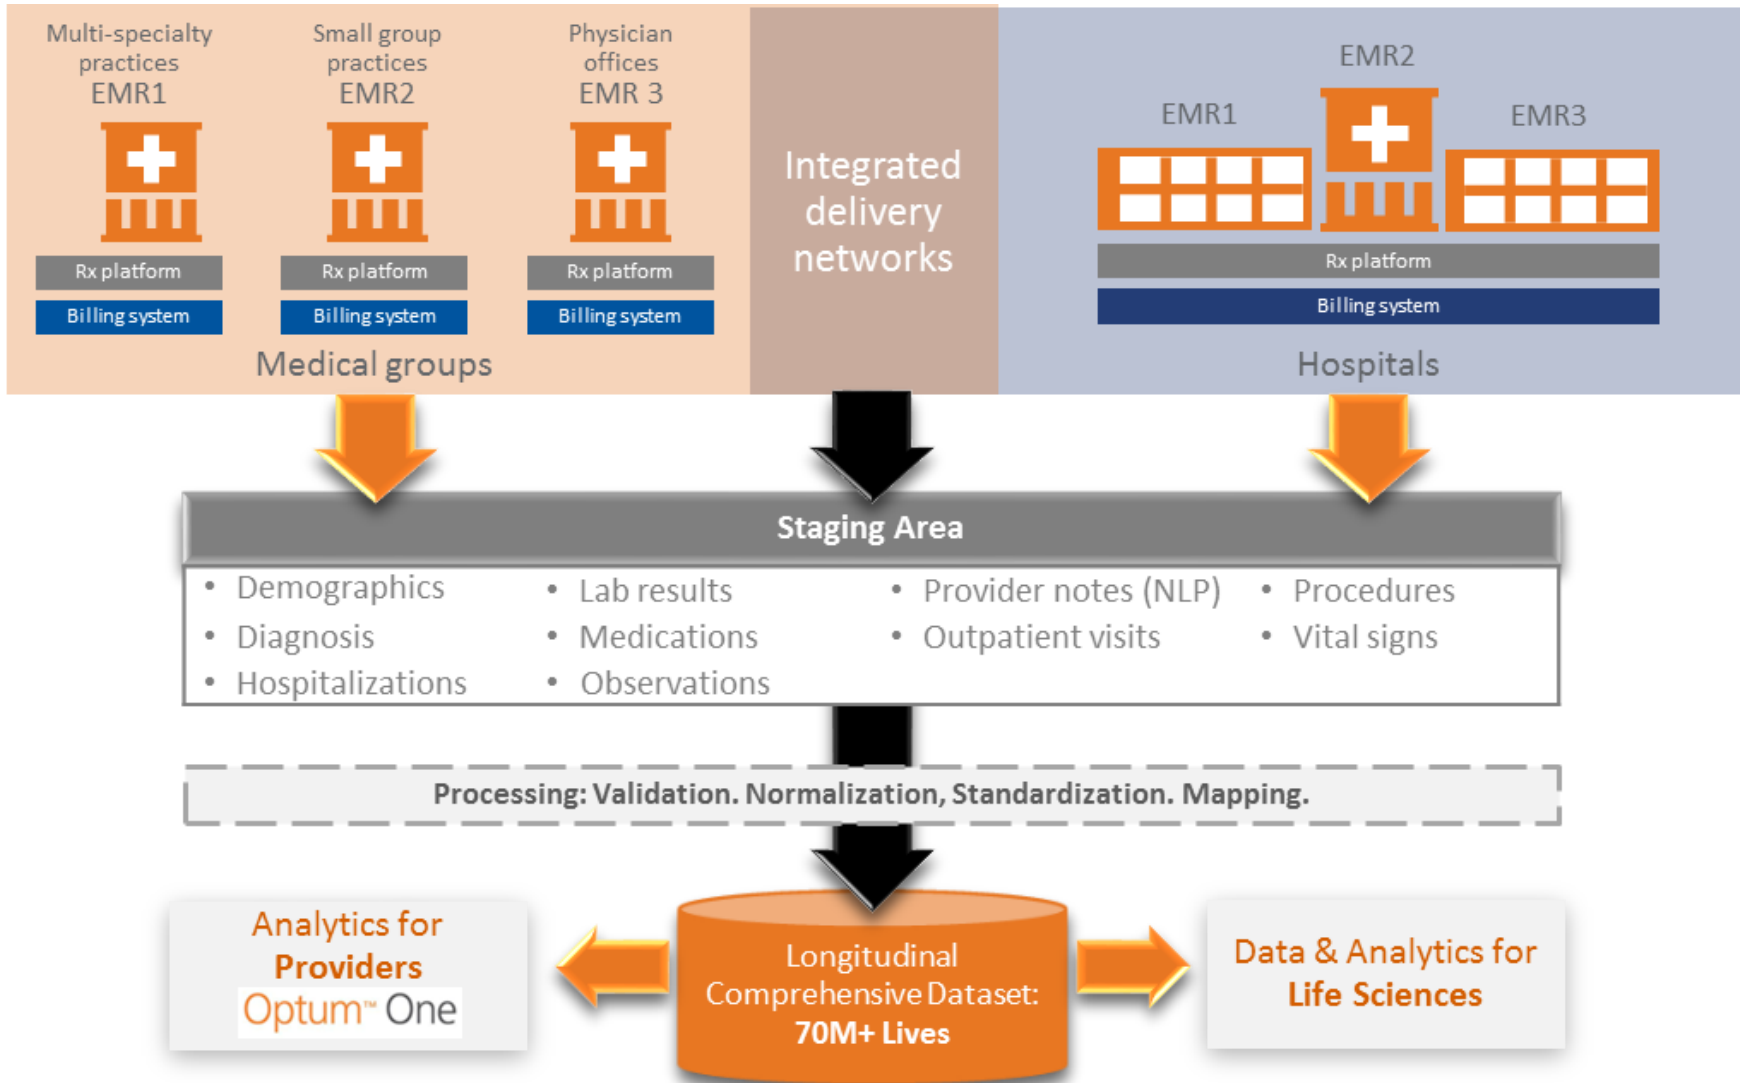 Multi-specialty
practices
EMR1
Small group
practices
EMR2
Physician
offices
EMR 3
Rx platform
Billing system
Rx platform
Billing system
Rx platform
Billing system
Medical groups
Integrated
delivery
networks
EMR1
EMR2
EMR3
Rx platform
Billing system
Hospitals
Staging Area
• Demographics
• Diagnosis
• Hospitalizations
• Lab results
• Medications
• Observations
• Provider notes (NLP)
• Outpatient visits
• Procedures
• Vital signs
Processing: Validation. Normalization, Standardization. Mapping.
Analytics for
Providers
Optum™ One
Longitudinal
Comprehensive Dataset:
70M+ Lives
Data & Analytics for
Life Sciences